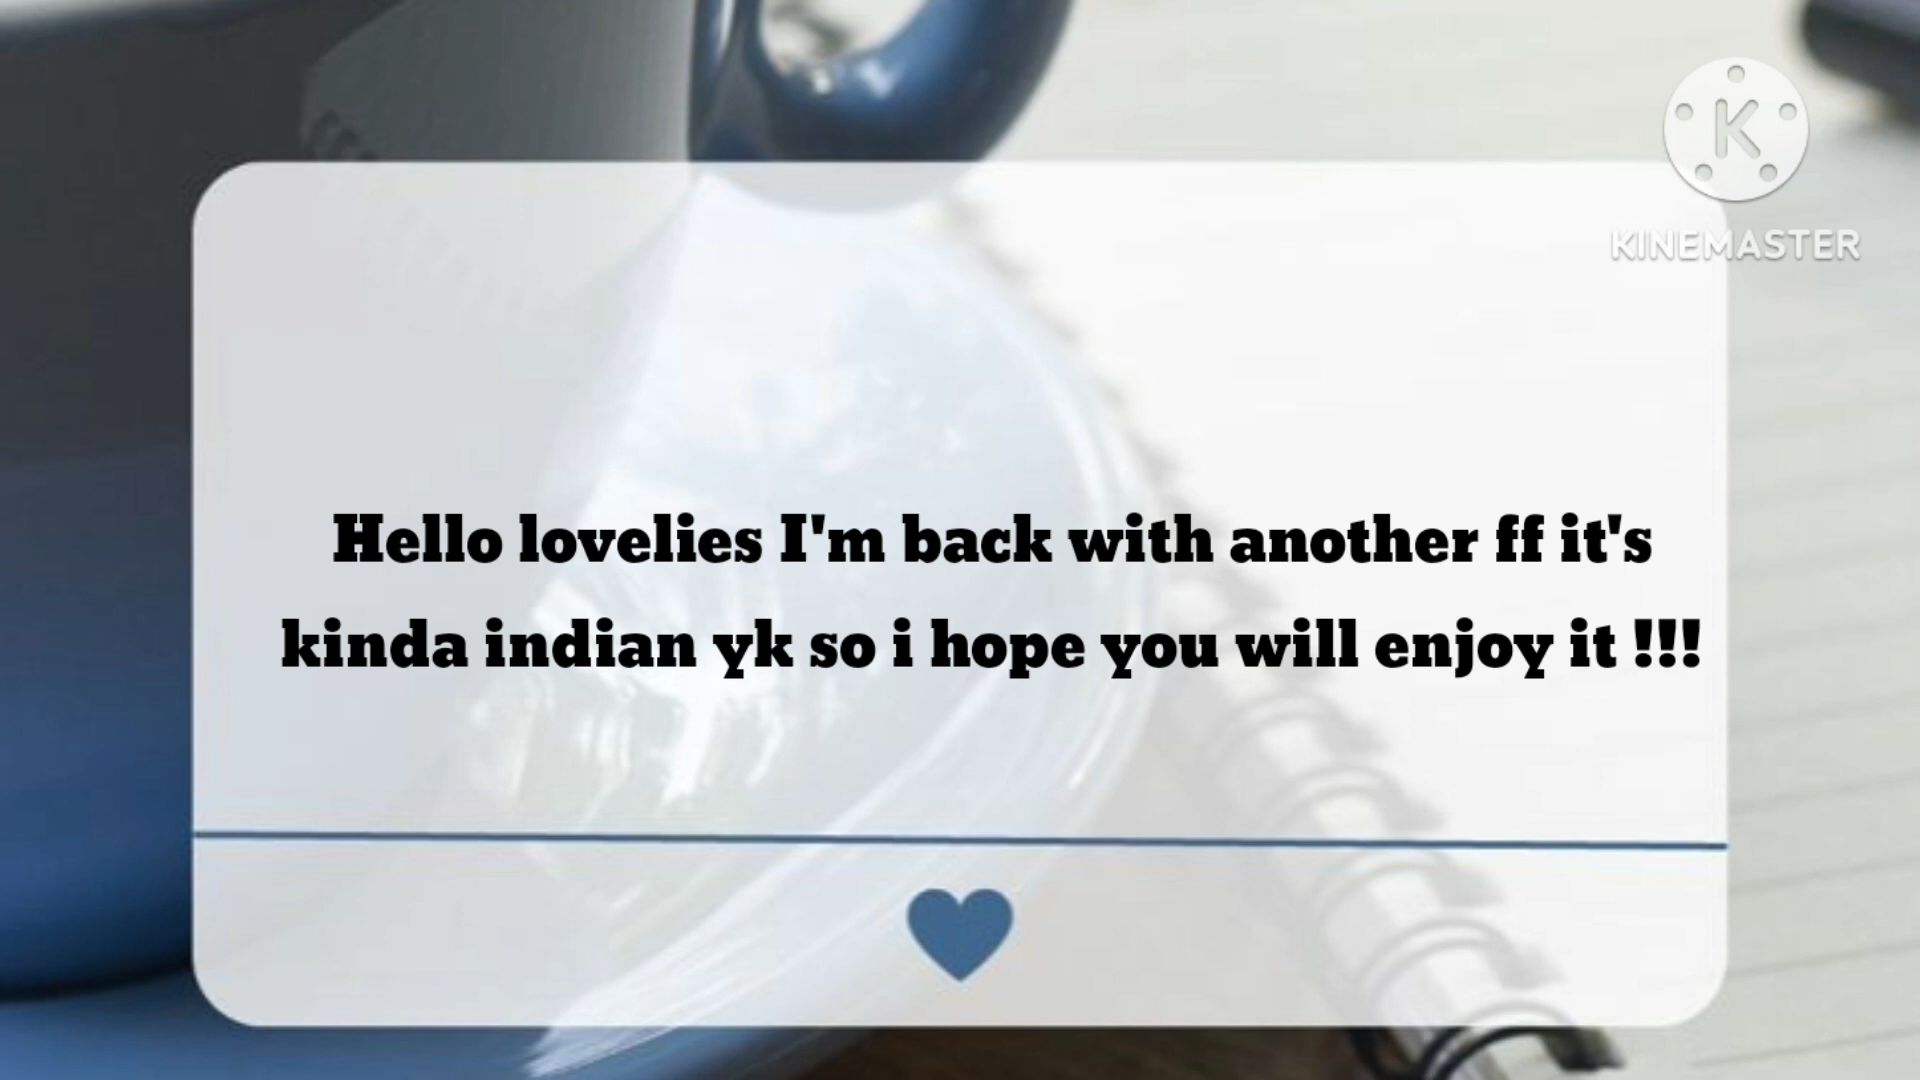 K
KINEMASTER
Hello lovelies I'm back with another ff it's
kinda indian yk so i hope you will enjoy it !!!